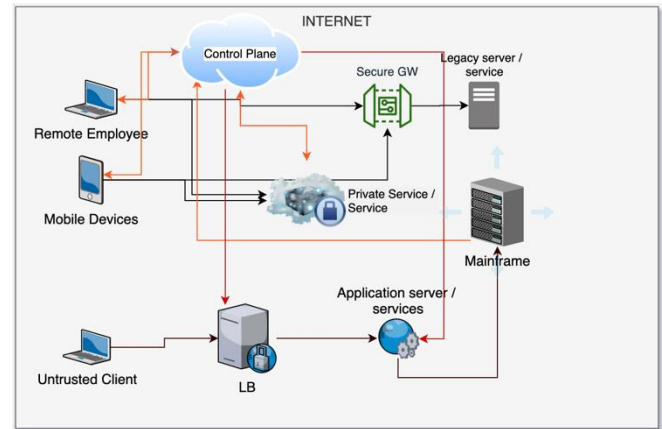 INTERNET
Control Plane
Legacy server /
service
Secure GW
Remote Employee
Private Service /
Service
Mobile Devices
Mainframe
Application server /
services
Untrusted Client
LB